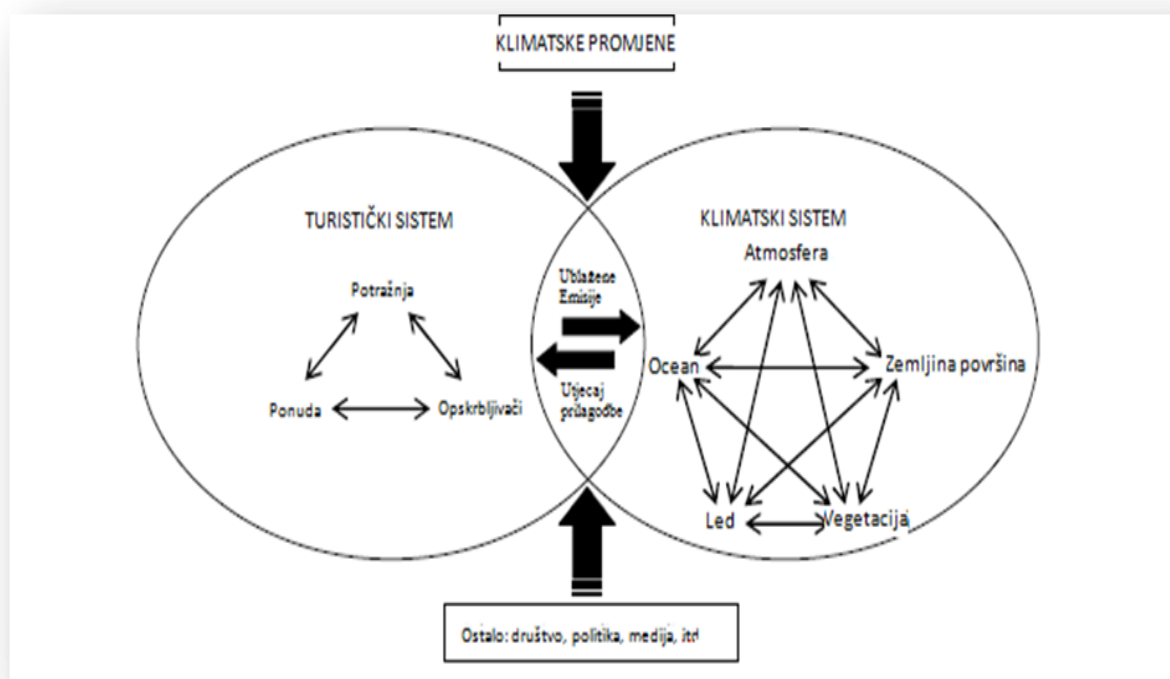 KLIMATSKE PROMJENE
TURISTIČKI SISTEM
KLIMATSKI SISTEM
Atmosfera
Potražnja
Ublažene
Emisije
Ocean
Zemljina površina
Ponuda
Opskrbljivači
Utjecaj
prilagodbe
Led
Vegetacija
Ostalo: društvo, politika, medija, itd